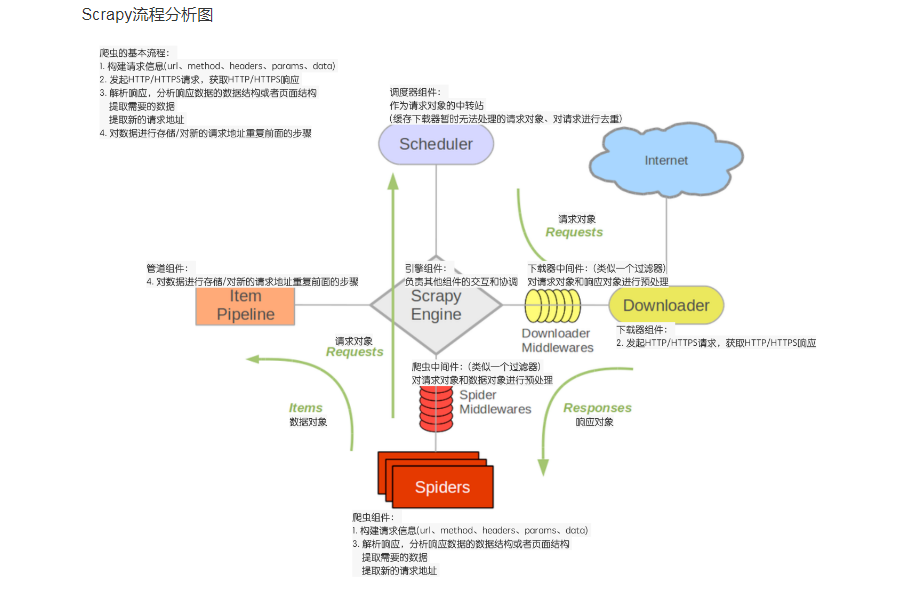 Scrapy流程分析图
爬虫的基本流程：
1. 构建请求信息(url、method、headers、params、data)
2. 发起HTTP/HTTPS请求，获取HTTP/HTTPS响应
3. 解析响应，分析响应数据的数据结构或者页面结构
提取需要的数据
提取新的请求地址
4. 对数据进行存储/对新的请求地址重复前面的步骤
调度器组件：
作为请求对象的中转站
(缓存下载器暂时无法处理的请求对象、对请求进行去重)
Scheduler
Internet
请求对象
Requests
管道组件：
4. 对数据进行存储/对新的请求地址重复前面的步骤
Item
Pipeline
引擎组件：
负责其他组件的交互和协调
Scrapy
Engine
下载器中间件：(类似一个过滤器)
对请求对象和响应对象进行预处理
Downloader
Middlewares
Downloader
下载器组件：
2. 发起HTTP/HTTPS请求，获取HTTP/HTTPS响应
请求对象
Requests
爬虫中间件：(类似一个过滤器)
对请求对象和数据对象进行预处理
Spider
Middlewares
Items
数据对象
Responses
响应对象
Spiders
爬虫组件：
1. 构建请求信息(url、method、headers、params、data)
3. 解析响应，分析响应数据的数据结构或者页面结构
提取需要的数据
提取新的请求地址